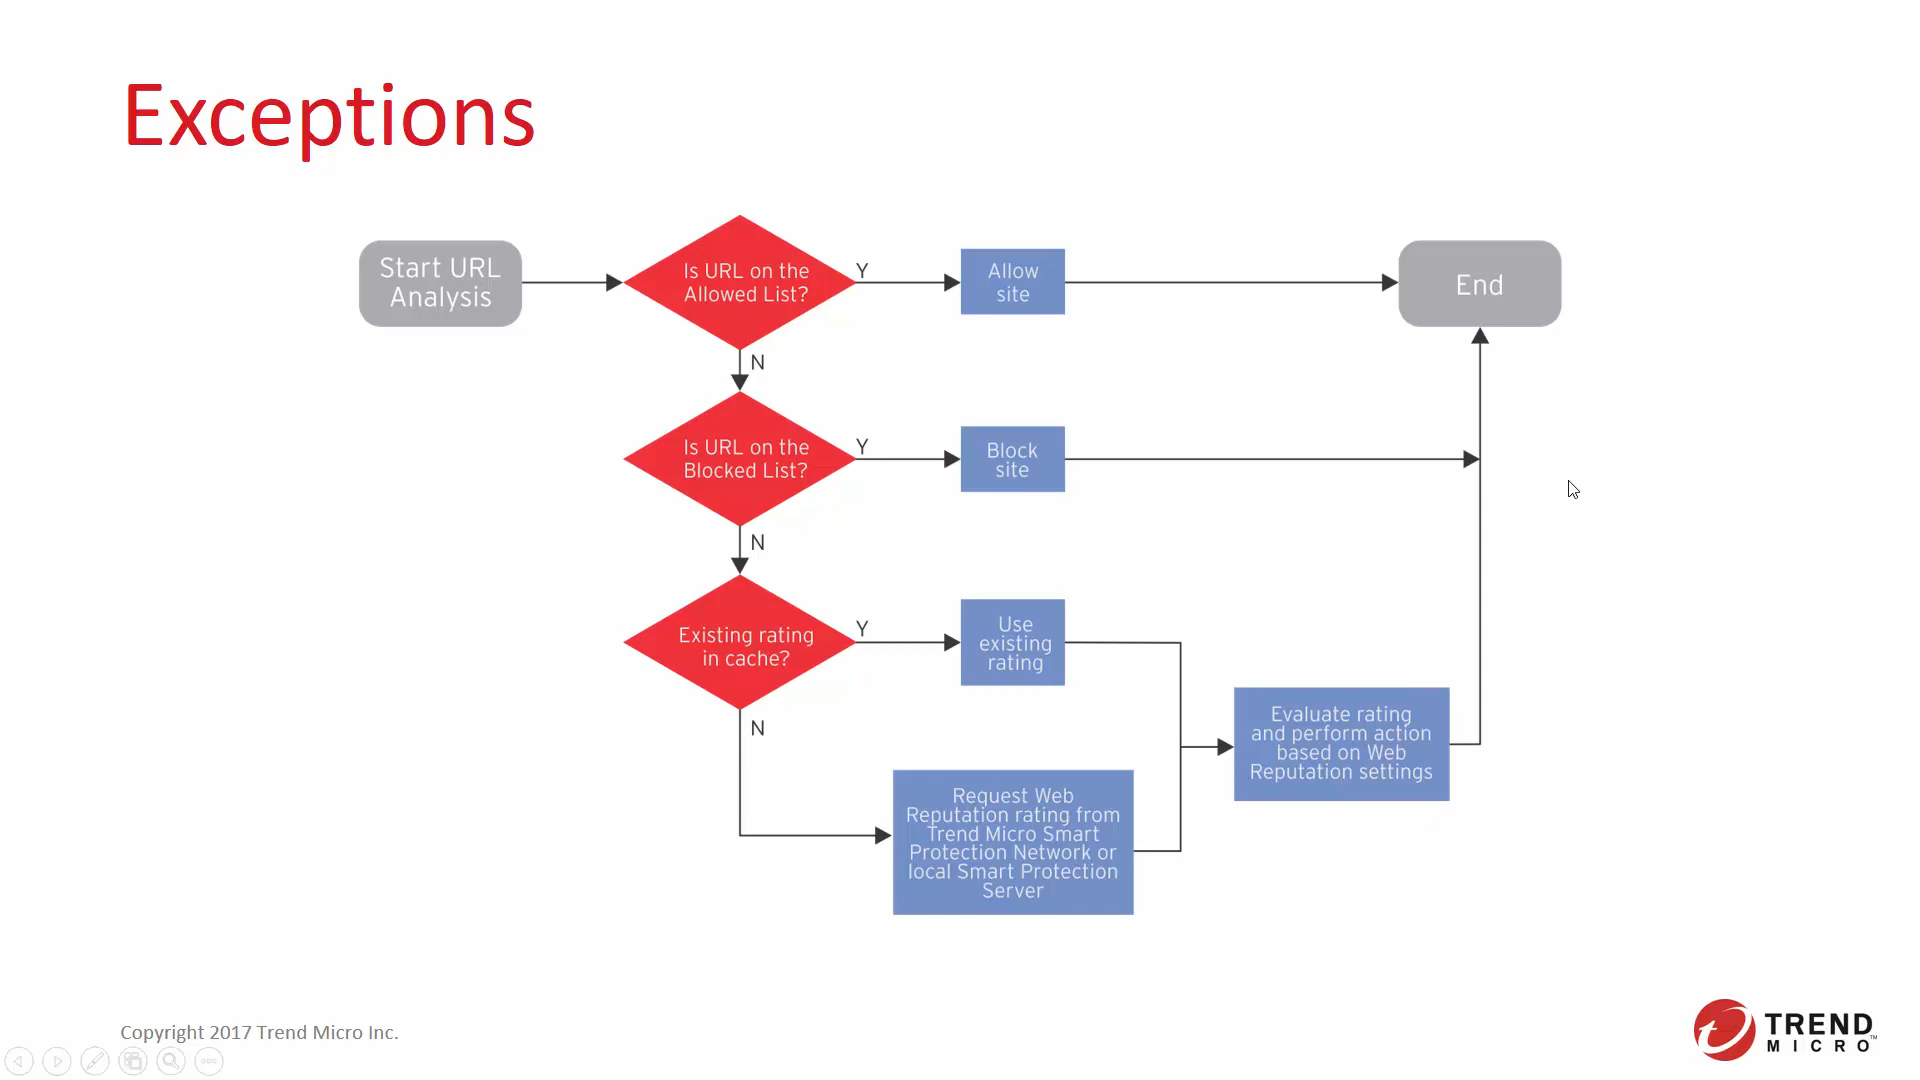 Exceptions
Start URL
Analysis
Is URL on the
Allowed List?
Y
Allow
site
End
N
Is URL on the
Blocked List?
Y
Block
site
N
Existing rating
in cache?
Y
Use
existing
rating
N
Evaluate rating
and perform action
based on Web
Reputation settings
Request Web
Reputation rating from
Trend Micro Smart
Protection Network or
local Smart Protection
Server
Copyright 2017 Trend Micro Inc.
TREND
MICRO™